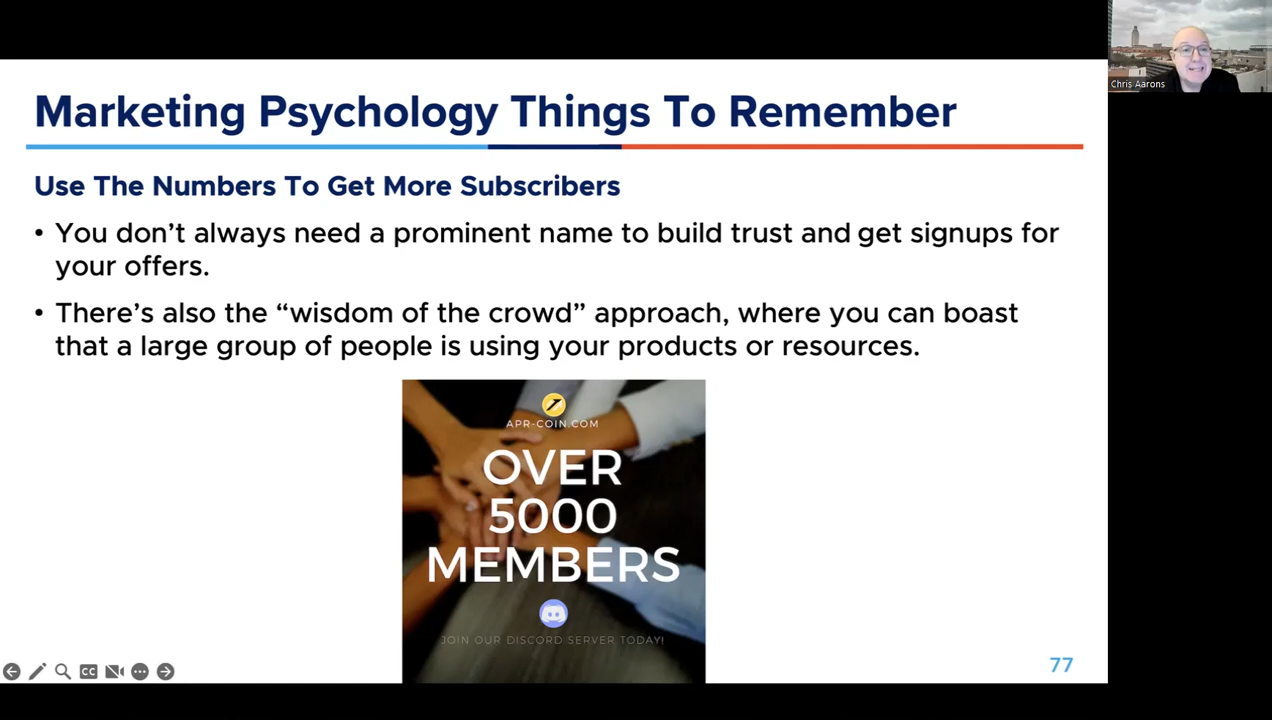 Chris Aarons
Marketing Psychology Things To Remember
Use The Numbers To Get More Subscribers
• You don’t always need a prominent name to build trust and get signups for
your offers.
• There’s also the “wisdom of the crowd” approach, where you can boast
that a large group of people is using your products or resources.
APR-COIN.COM
OVER
5000
MEMBERS
JOIN OUR DISCORD SERVER TODAY!
CC
77